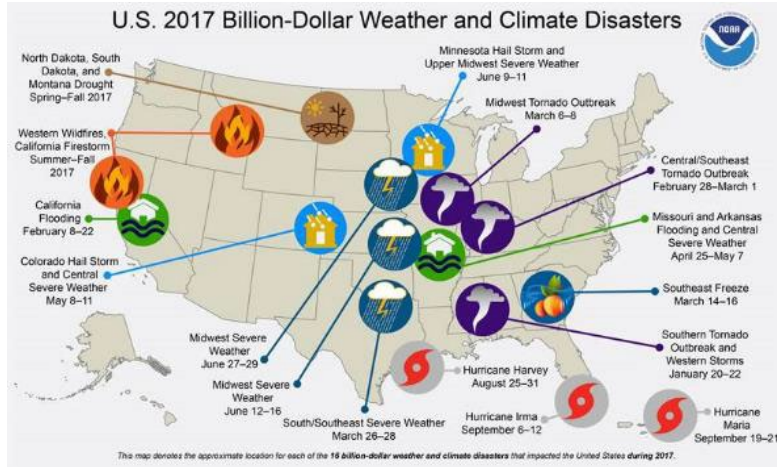 U.S. 2017 Billion-Dollar Weather and Climate Disasters
NOAA
North Dakota, South
Dakota, and
Montana Drought
Spring–Fall 2017
Minnesota Hail Storm and
Upper Midwest Severe Weather
June 9–11
Midwest Tornado Outbreak
March 6–8
Western Wildfires,
California Firestorm
Summer–Fall
2017
Central/Southeast
Tornado Outbreak
February 28–March 1
California
Flooding
February 8–22
Missouri and Arkansas
Flooding and Central
Severe Weather
April 25–May 7
Colorado Hail Storm
and Central
Severe Weather
May 8–11
Southeast Freeze
March 14–16
Midwest Severe
Weather
June 27–29
Southern Tornado
Outbreak and
Western Storms
January 20–22
Midwest Severe
Weather
June 12–16
Hurricane Harvey
August 25–31
South/Southeast Severe Weather
March 26–28
Hurricane Irma
September 6–12
Hurricane
Maria
September 19–21
This map denotes the approximate location for each of the 16 billion-dollar weather and climate disasters that impacted the United States during 2017.